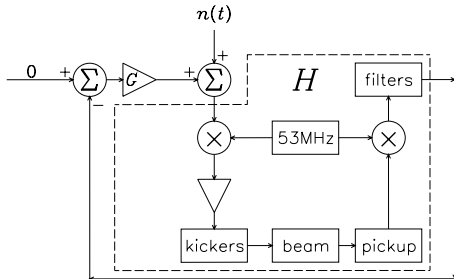 n(t)
0
+
Σ
−
G
+
+
Σ
H
filters
×
53MHz
×
kickers
beam
pickup